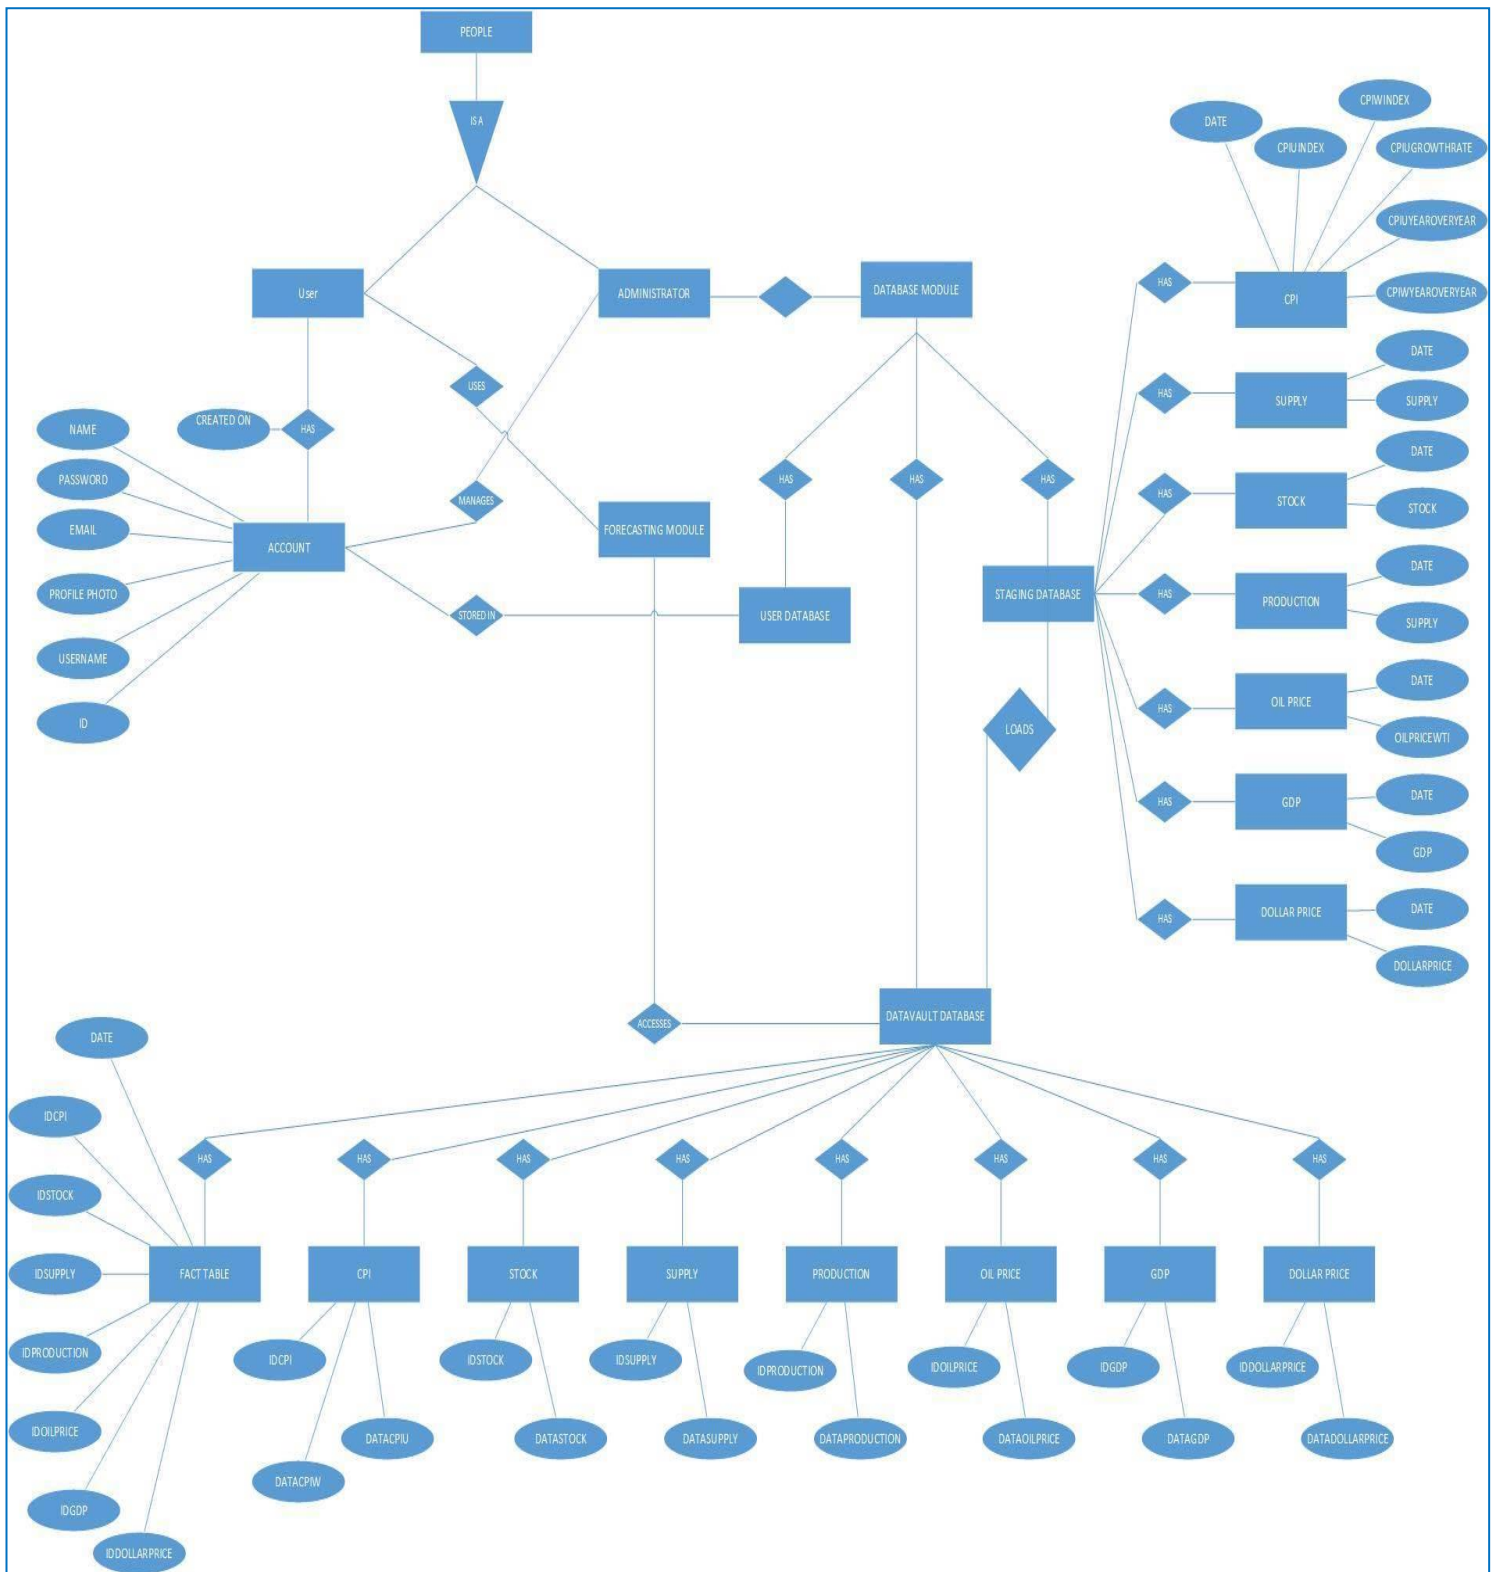 PEOPLE
IS A
CPIWINDEX
DATE
CPIUINDEX
CPIUGROWTHRATE
CPIUYEAROVERYEAR
User
ADMINISTRATOR
DATABASE MODULE
HAS
CPI
CPIWYEAROVERYEAR
DATE
USES
HAS
SUPPLY
SUPPLY
NAME
CREATED ON
HAS
DATE
PASSWORD
MANAGES
HAS
HAS
HAS
HAS
STOCK
STOCK
EMAIL
ACCOUNT
FORECASTING MODULE
DATE
PROFILE PHOTO
STORED IN
USER DATABASE
STAGING DATABASE
HAS
PRODUCTION
SUPPLY
USERNAME
DATE
ID
LOADS
HAS
OIL PRICE
OILPRICEWTI
DATE
HAS
GDP
GDP
DATE
HAS
DOLLAR PRICE
DOLLARPRICE
DATE
ACCESSES
DATAVAULT DATABASE
IDCPI
HAS
HAS
HAS
HAS
HAS
HAS
HAS
HAS
IDSTOCK
IDSUPPLY
FACT TABLE
CPI
STOCK
SUPPLY
PRODUCTION
OIL PRICE
GDP
DOLLAR PRICE
IDPRODUCTION
IDCPI
IDSTOCK
IDSUPPLY
IDPRODUCTION
IDOILPRICE
IDGDP
IDDOLLARPRICE
IDOILPRICE
DATACPIU
DATASTOCK
DATASUPPLY
DATAPRODUCTION
DATAOILPRICE
DATAGDP
DATADOLLARPRICE
DATACPIW
IDGDP
IDDOLLARPRICE